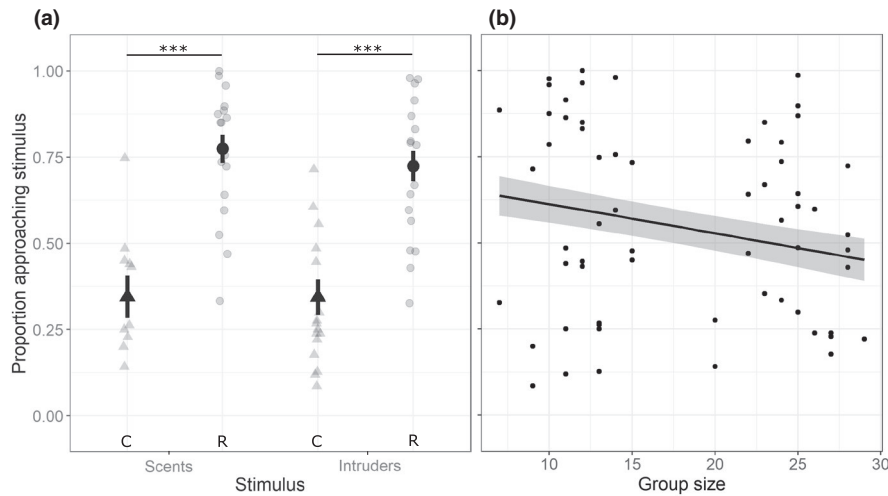 (a)
(b)
*** ***
Proportion approaching stimulus
1.00
0.75
0.50
0.25
0.00
C R C R
Scents Intruders
Stimulus
10 15 20 25 30
Group size